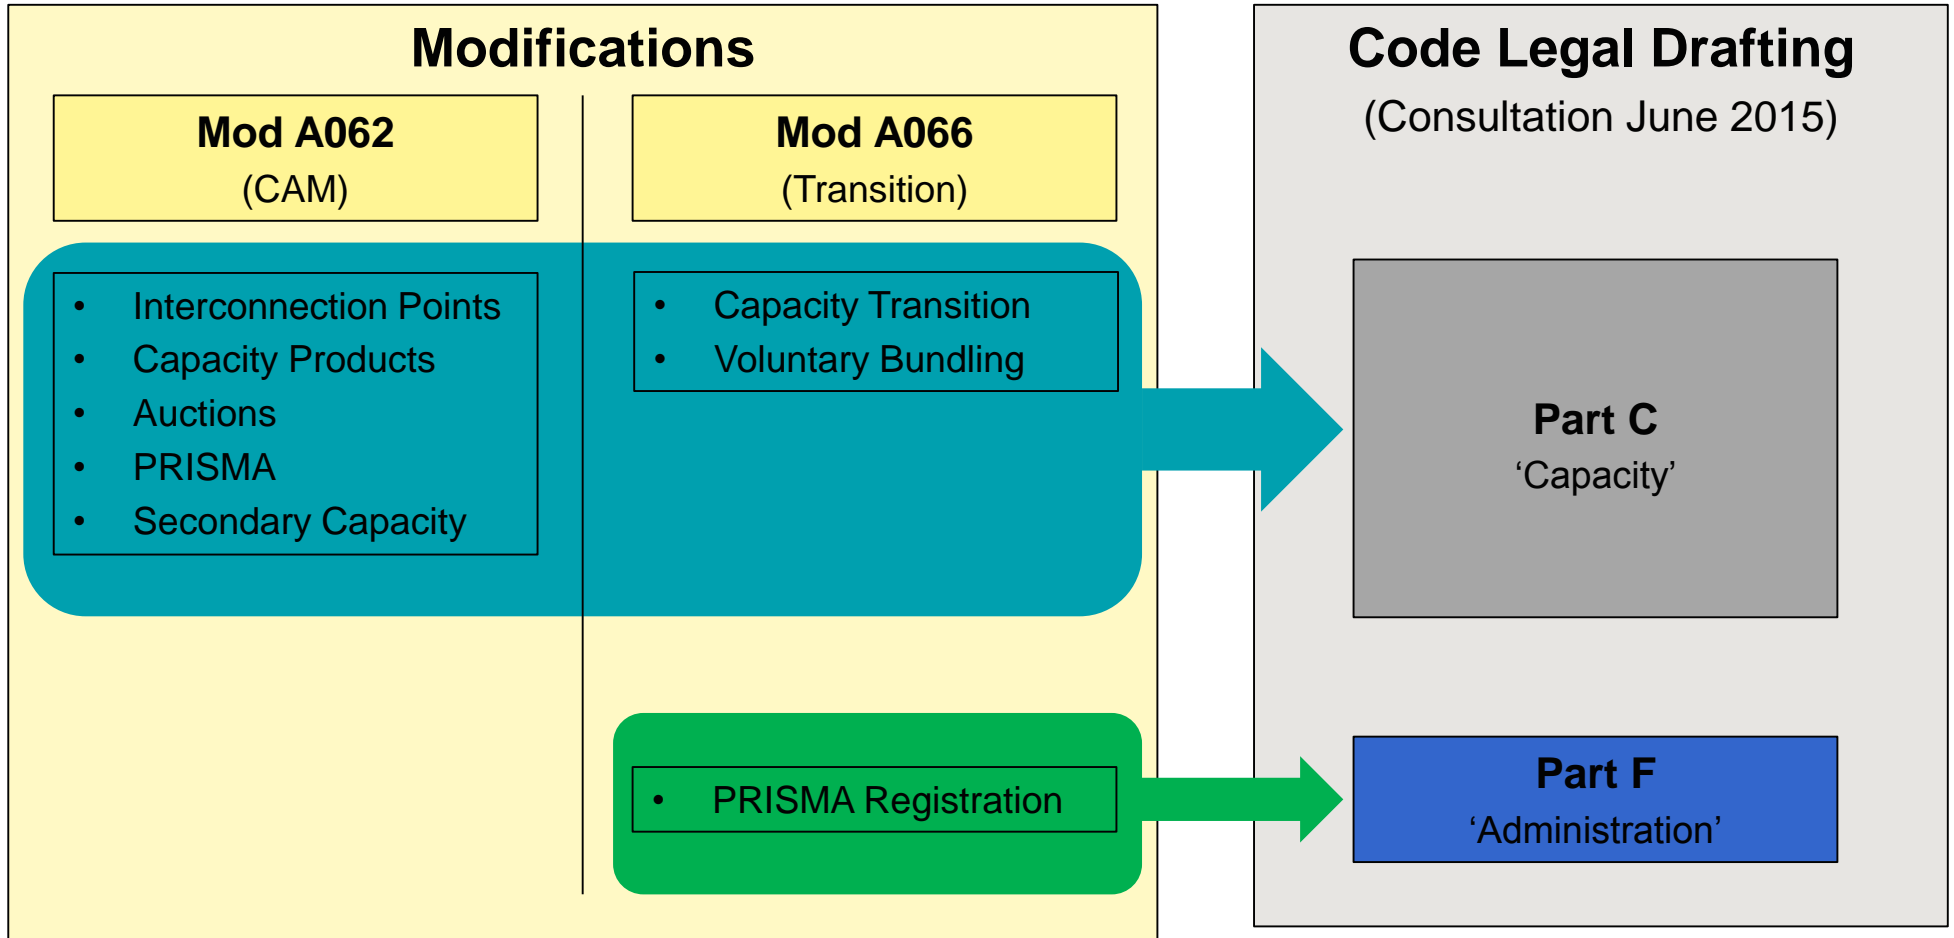 Modifications
Mod A062
(CAM)
Mod A066
(Transition)
• Interconnection Points
• Capacity Products
• Auctions
• PRISMA
• Secondary Capacity
• Capacity Transition
• Voluntary Bundling
• PRISMA Registration
Code Legal Drafting
(Consultation June 2015)
Part C
‘Capacity’
Part F
‘Administration’